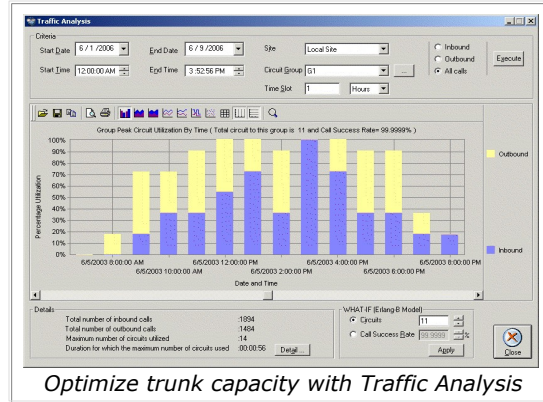 Traffic Analysis
Criteria
Start Date 6 / 1 /2006 End Date 6 / 9 /2006 Site Local Site Inbound
Outbound
Execute
Start Time 12:00:00 AM End Time 3 :52:56 PM Circuit Group G1 ... All calls
Time Slot 1 Hours
Group Peak Circuit Utilization By Time ( Total circuit to this group is 11 and Call Success Rate= 99.9999% )
100%
90%
80%
70%
60%
50%
40%
30%
20%
10%
0%
Percentage Utilization
Outbound
Inbound
6/5/2003 8:00:00 AM 6/5/2003 12:00:00 PM 6/5/2003 4:00:00 PM 6/5/2003 8:00:00 PM
6/5/2003 10:00:00 AM 6/5/2003 2:00:00 PM 6/5/2003 6:00:00 PM
Date and Time
Details
Total number of inbound calls :1894
Total number of outbound calls :1484
Maximum number of circuits utilized :14
Duration for which the maximum number of circuits used :00:00:56 Detail ...
WHAT-IF (Erlang-B Model)
Circuits 11
Call Success Rate 99.9999 %
Apply
Close
Optimize trunk capacity with Traffic Analysis